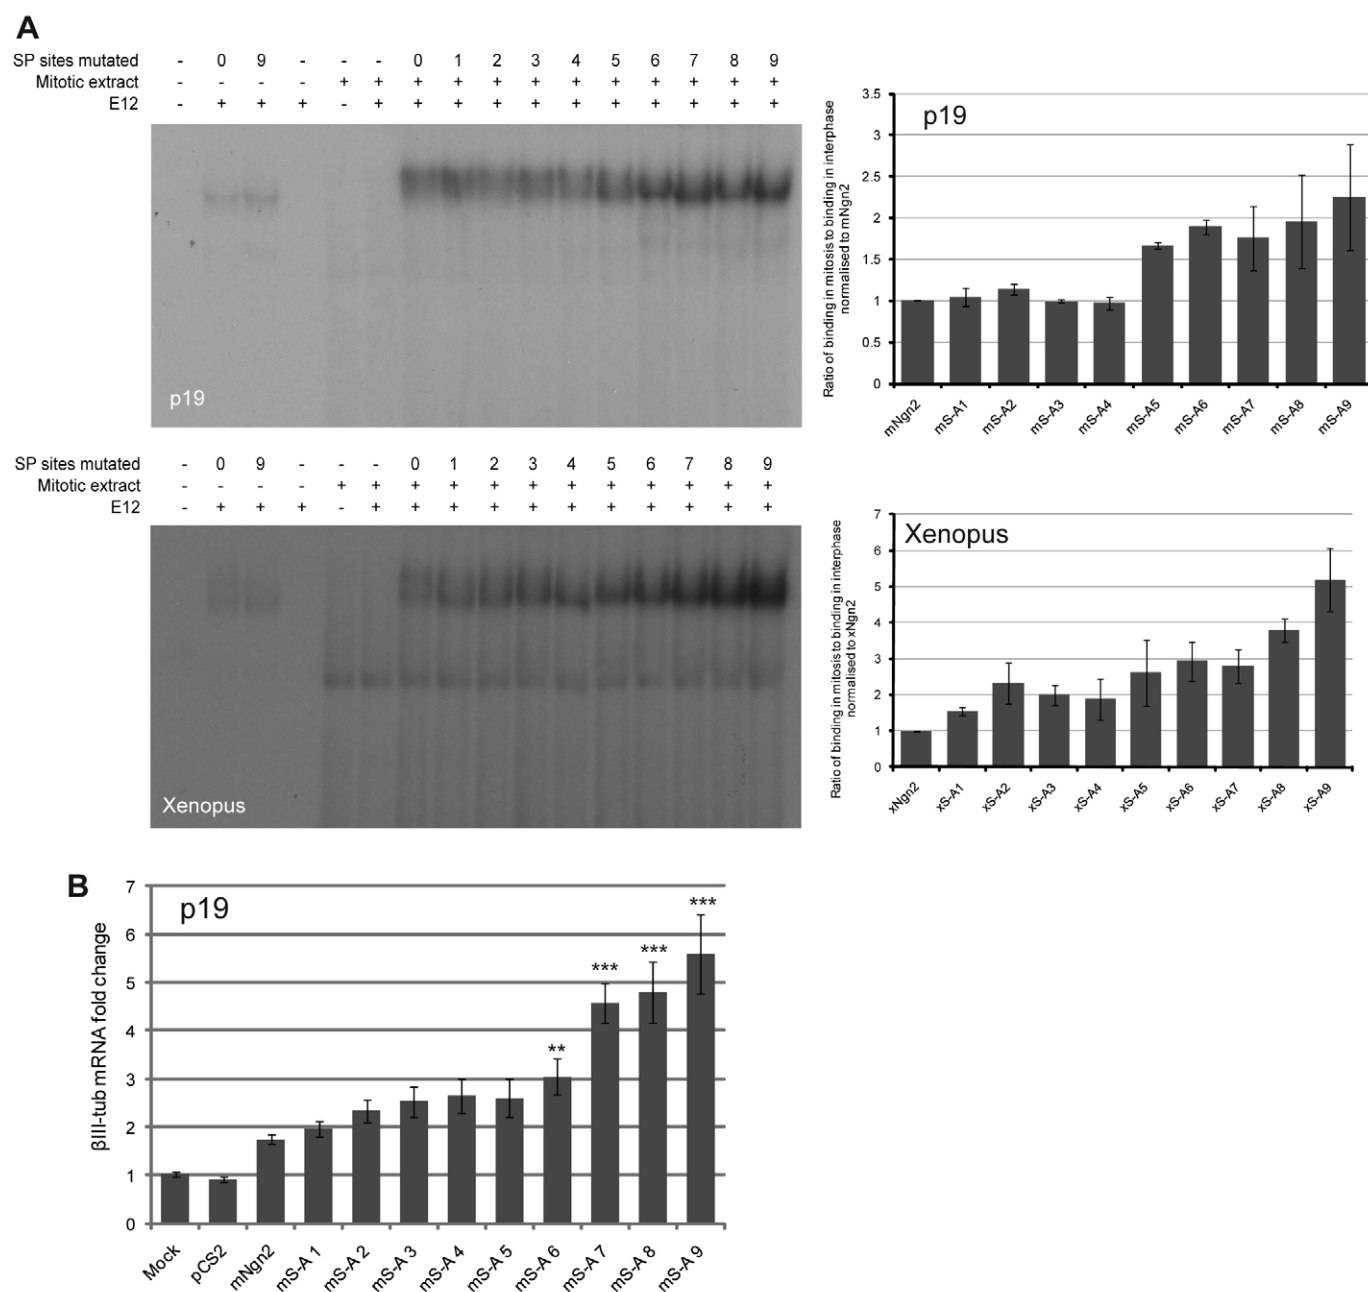 A
SP sites mutated - 0 9 - - - 0 1 2 3 4 5 6 7 8 9
Mitotic extract - - - - + + + + + + + + + + + +
E12 - + + + - + + + + + + + + + + +
p19
p19
Ratio of binding in mitosis to binding in interphase
normalised to mNgn2
3.5
3
2.5
2
1.5
1
0.5
0
mNgn2 mS-A1 mS-A2 mS-A3 mS-A4 mS-A5 mS-A6 mS-A7 mS-A8 mS-A9
SP sites mutated - 0 9 - - - 0 1 2 3 4 5 6 7 8 9
Mitotic extract - - - - + + + + + + + + + + + +
E12 - + + + - + + + + + + + + + + +
Xenopus
Xenopus
Ratio of binding in mitosis to binding in interphase
normalised to xNgn2
7
6
5
4
3
2
1
0
xNgn2 xS-A1 xS-A2 xS-A3 xS-A4 xS-A5 xS-A6 xS-A7 xS-A8 xS-A9
B
p19
βIII-tub mRNA fold change
7
6
5
4
3
2
1
0
** *** *** ***
Mock pCS2 mNgn2 mS-A 1 mS-A 2 mS-A 3 mS-A 4 mS-A 5 mS-A 6 mS-A 7 mS-A 8 mS-A 9